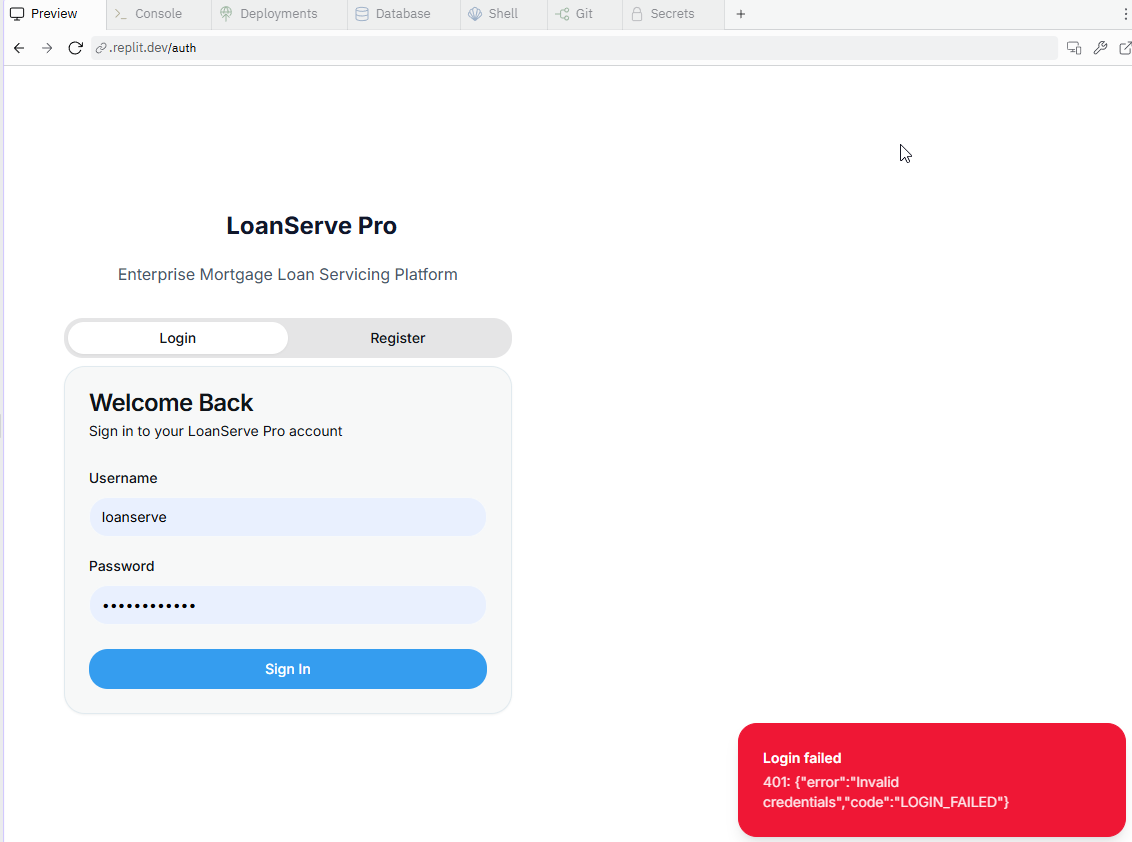 Preview >_ Console Deployments Database Shell Git Secrets +
.replit.dev/auth
LoanServe Pro
Enterprise Mortgage Loan Servicing Platform
Login Register
Welcome Back
Sign in to your LoanServe Pro account
Username
loanserve
Password
••••••••••••
Sign In
Login failed
401: {"error":"Invalid
credentials","code":"LOGIN_FAILED"}